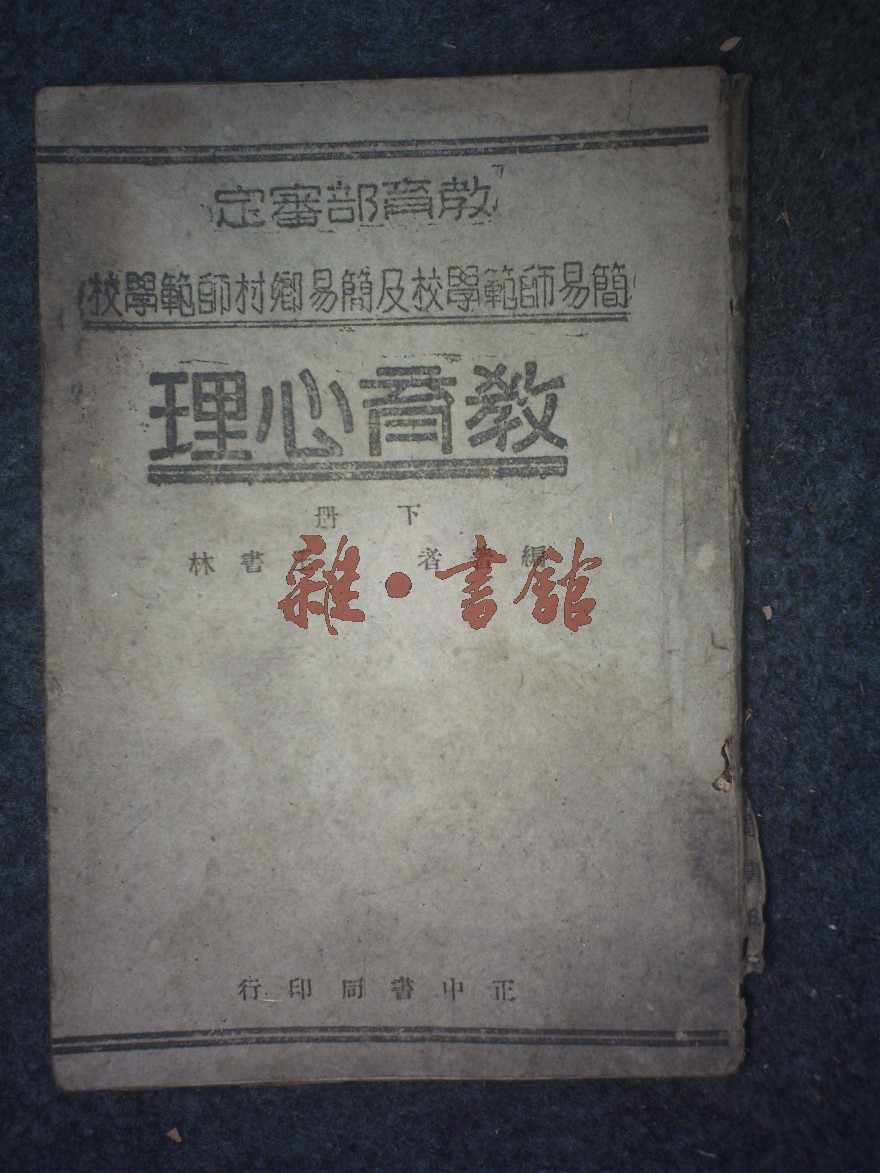 教育部審定
簡易師範學校及簡易鄉村師範學校
教育心理
下册
編著者 書林
雜·書館
正中書局印行